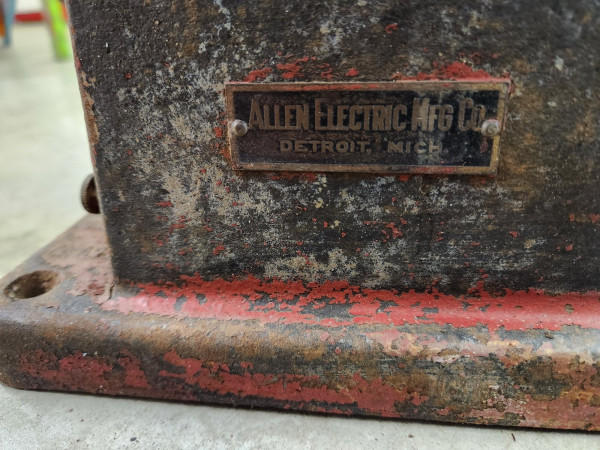 ALLEN ELECTRIC MFG CO.
DETROIT, MICH.